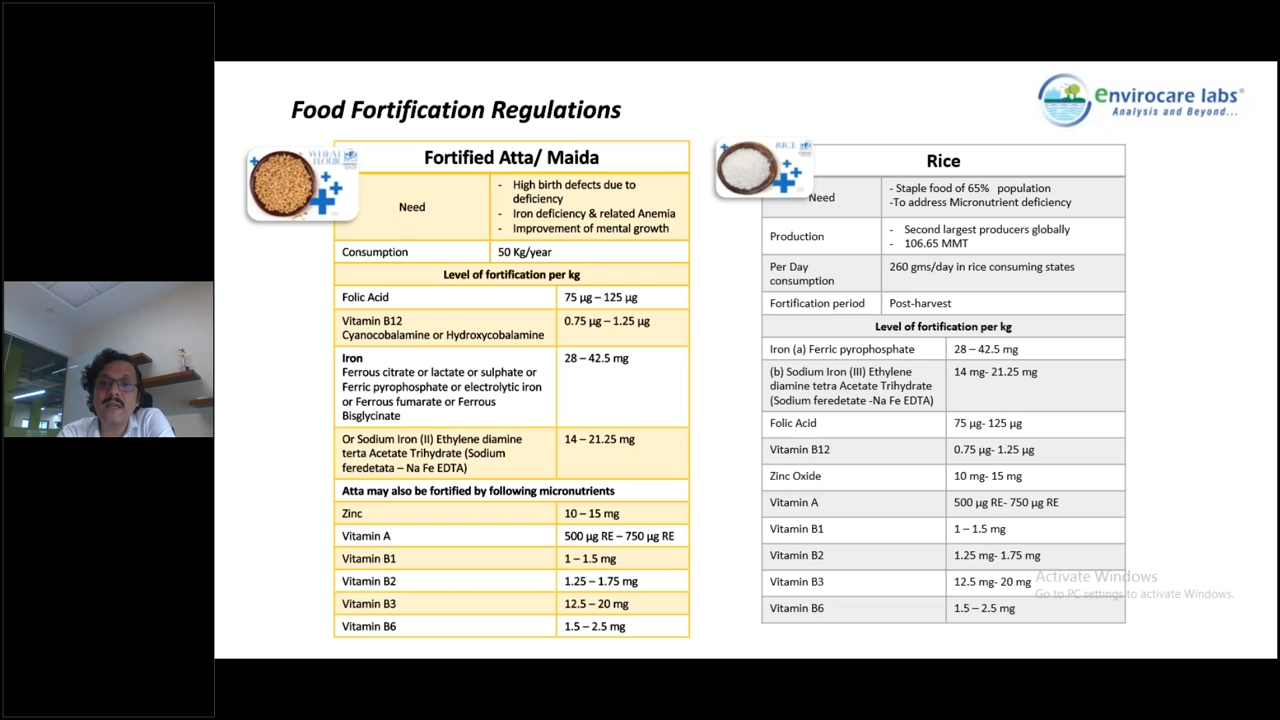 Food Fortification Regulations
envirocare labs®
Analysis and Beyond...
WHEAT
FLOUR
Fortified Atta/ Maida
Need
- High birth defects due to
deficiency
- Iron deficiency & related Anemia
- Improvement of mental growth
Consumption 50 Kg/year
Level of fortification per kg
Folic Acid 75 µg – 125 µg
Vitamin B12
Cyanocobalamine or Hydroxycobalamine
0.75 µg – 1.25 µg
Iron
Ferrous citrate or lactate or sulphate or
Ferric pyrophosphate or electrolytic iron
or Ferrous fumarate or Ferrous
Bisglycinate
28 – 42.5 mg
Or Sodium Iron (II) Ethylene diamine
terta Acetate Trihydrate (Sodium
feredetata – Na Fe EDTA)
14 – 21.25 mg
Atta may also be fortified by following micronutrients
Zinc 10 – 15 mg
Vitamin A 500 µg RE – 750 µg RE
Vitamin B1 1 – 1.5 mg
Vitamin B2 1.25 – 1.75 mg
Vitamin B3 12.5 – 20 mg
Vitamin B6 1.5 – 2.5 mg
RICE
Rice
Need
- Staple food of 65% population
-To address Micronutrient deficiency
Production
- Second largest producers globally
- 106.65 MMT
Per Day
consumption
260 gms/day in rice consuming states
Fortification period Post-harvest
Level of fortification per kg
Iron (a) Ferric pyrophosphate 28 – 42.5 mg
(b) Sodium Iron (III) Ethylene
diamine tetra Acetate Trihydrate
(Sodium feredetate -Na Fe EDTA)
14 mg- 21.25 mg
Folic Acid 75 µg- 125 µg
Vitamin B12 0.75 µg- 1.25 µg
Zinc Oxide 10 mg- 15 mg
Vitamin A 500 µg RE- 750 µg RE
Vitamin B1 1 – 1.5 mg
Vitamin B2 1.25 mg- 1.75 mg
Vitamin B3 12.5 mg- 20 mg
Vitamin B6 1.5 – 2.5 mg
Activate Windows
Go to PC settings to activate Windows.